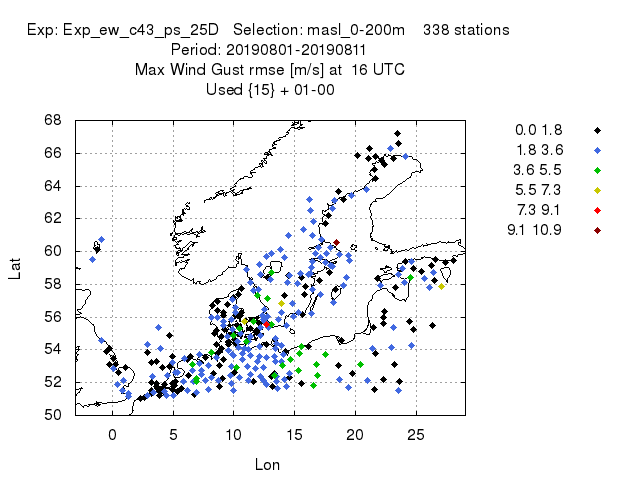 Exp: Exp_ew_c43_ps_25D Selection: masl_0-200m 338 stations
Period: 20190801-20190811
Max Wind Gust rmse [m/s] at 16 UTC
Used {15} + 01-00
68
66
64
62
60
58
56
54
52
50
Lat
0 5 10 15 20 25
Lon
0.0 1.8
1.8 3.6
3.6 5.5
5.5 7.3
7.3 9.1
9.1 10.9